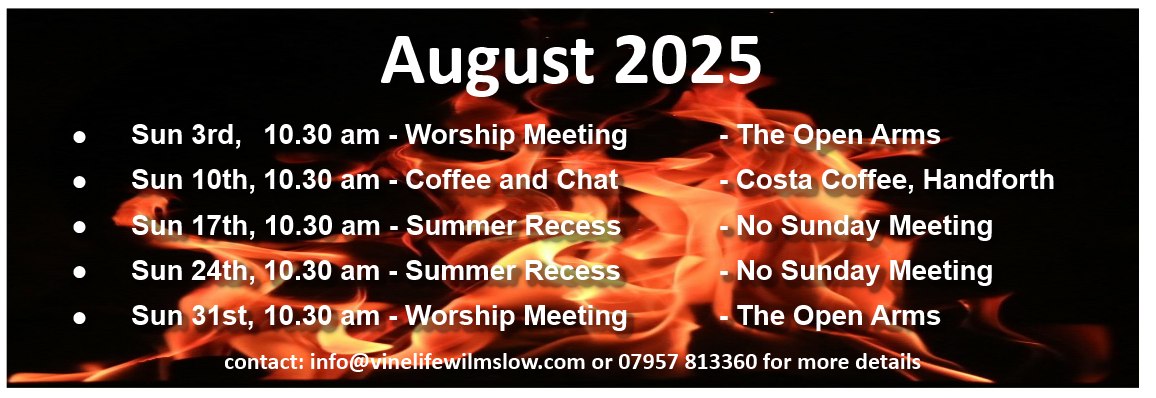 August 2025
● Sun 3rd, 10.30 am - Worship Meeting - The Open Arms
● Sun 10th, 10.30 am - Coffee and Chat - Costa Coffee, Handforth
● Sun 17th, 10.30 am - Summer Recess - No Sunday Meeting
● Sun 24th, 10.30 am - Summer Recess - No Sunday Meeting
● Sun 31st, 10.30 am - Worship Meeting - The Open Arms
contact: info@vinelifewilmslow.com or 07957 813360 for more details